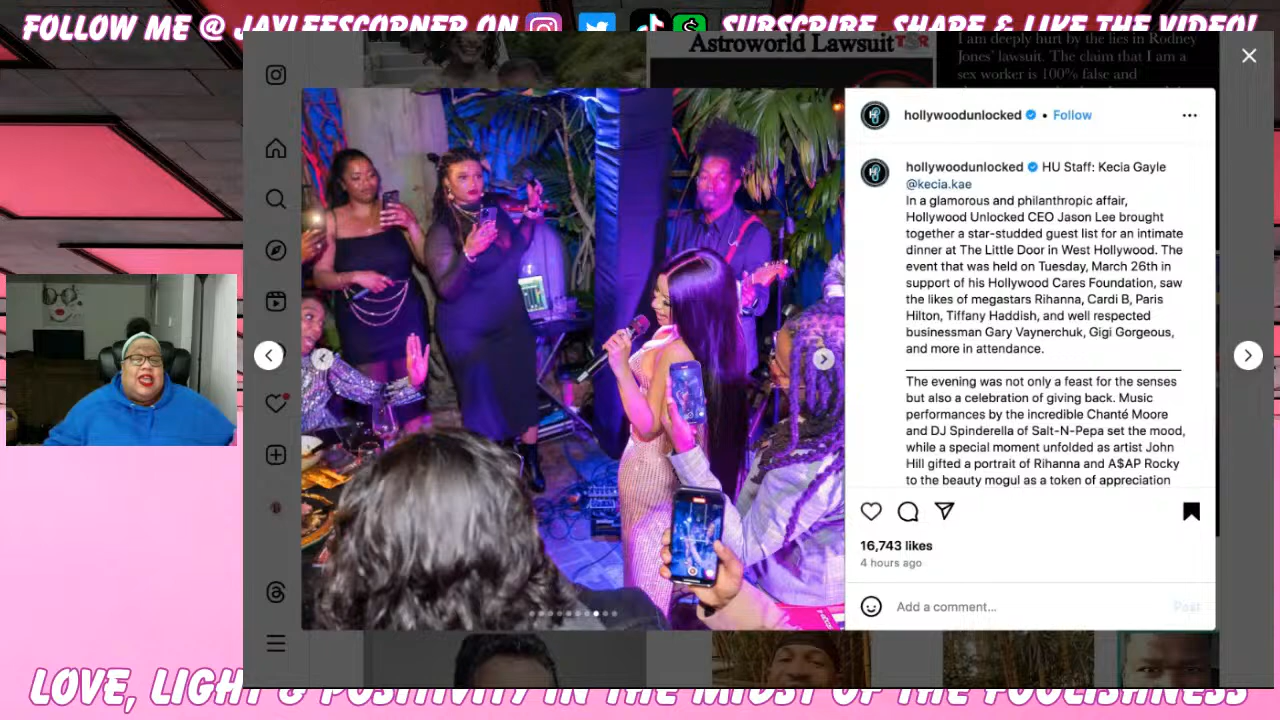 FOLLOW ME @ JAYLEESCORNER ON
SUBSCRIBE, SHARE & LIKE THE VIDEO!
Astroworld Lawsuit
I am deeply hurt by the lies in Rodney
Jones' lawsuit. The claim that I am a
sex worker is 100% false and
hollywoodunlocked • Follow
hollywoodunlocked HU Staff: Kecia Gayle
@kecia.kae
In a glamorous and philanthropic affair,
Hollywood Unlocked CEO Jason Lee brought
together a star-studded guest list for an intimate
dinner at The Little Door in West Hollywood. The
event that was held on Tuesday, March 26th in
support of his Hollywood Cares Foundation, saw
the likes of megastars Rihanna, Cardi B, Paris
Hilton, Tiffany Haddish, and well respected
businessman Gary Vaynerchuk, Gigi Gorgeous,
and more in attendance.
The evening was not only a feast for the senses
but also a celebration of giving back. Music
performances by the incredible Chanté Moore
and DJ Spinderella of Salt-N-Pepa set the mood,
while a special moment unfolded as artist John
Hill gifted a portrait of Rihanna and A$AP Rocky
to the beauty mogul as a token of appreciation
16,743 likes
4 hours ago
Add a comment...
Post
LOVE, LIGHT & POSITIVITY IN THE MIDST OF THE FOOLISHNESS